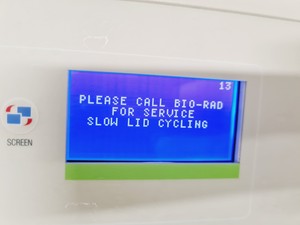 13
PLEASE CALL BIO-RAD
FOR SERVICE
SLOW LID CYCLING
SCREEN